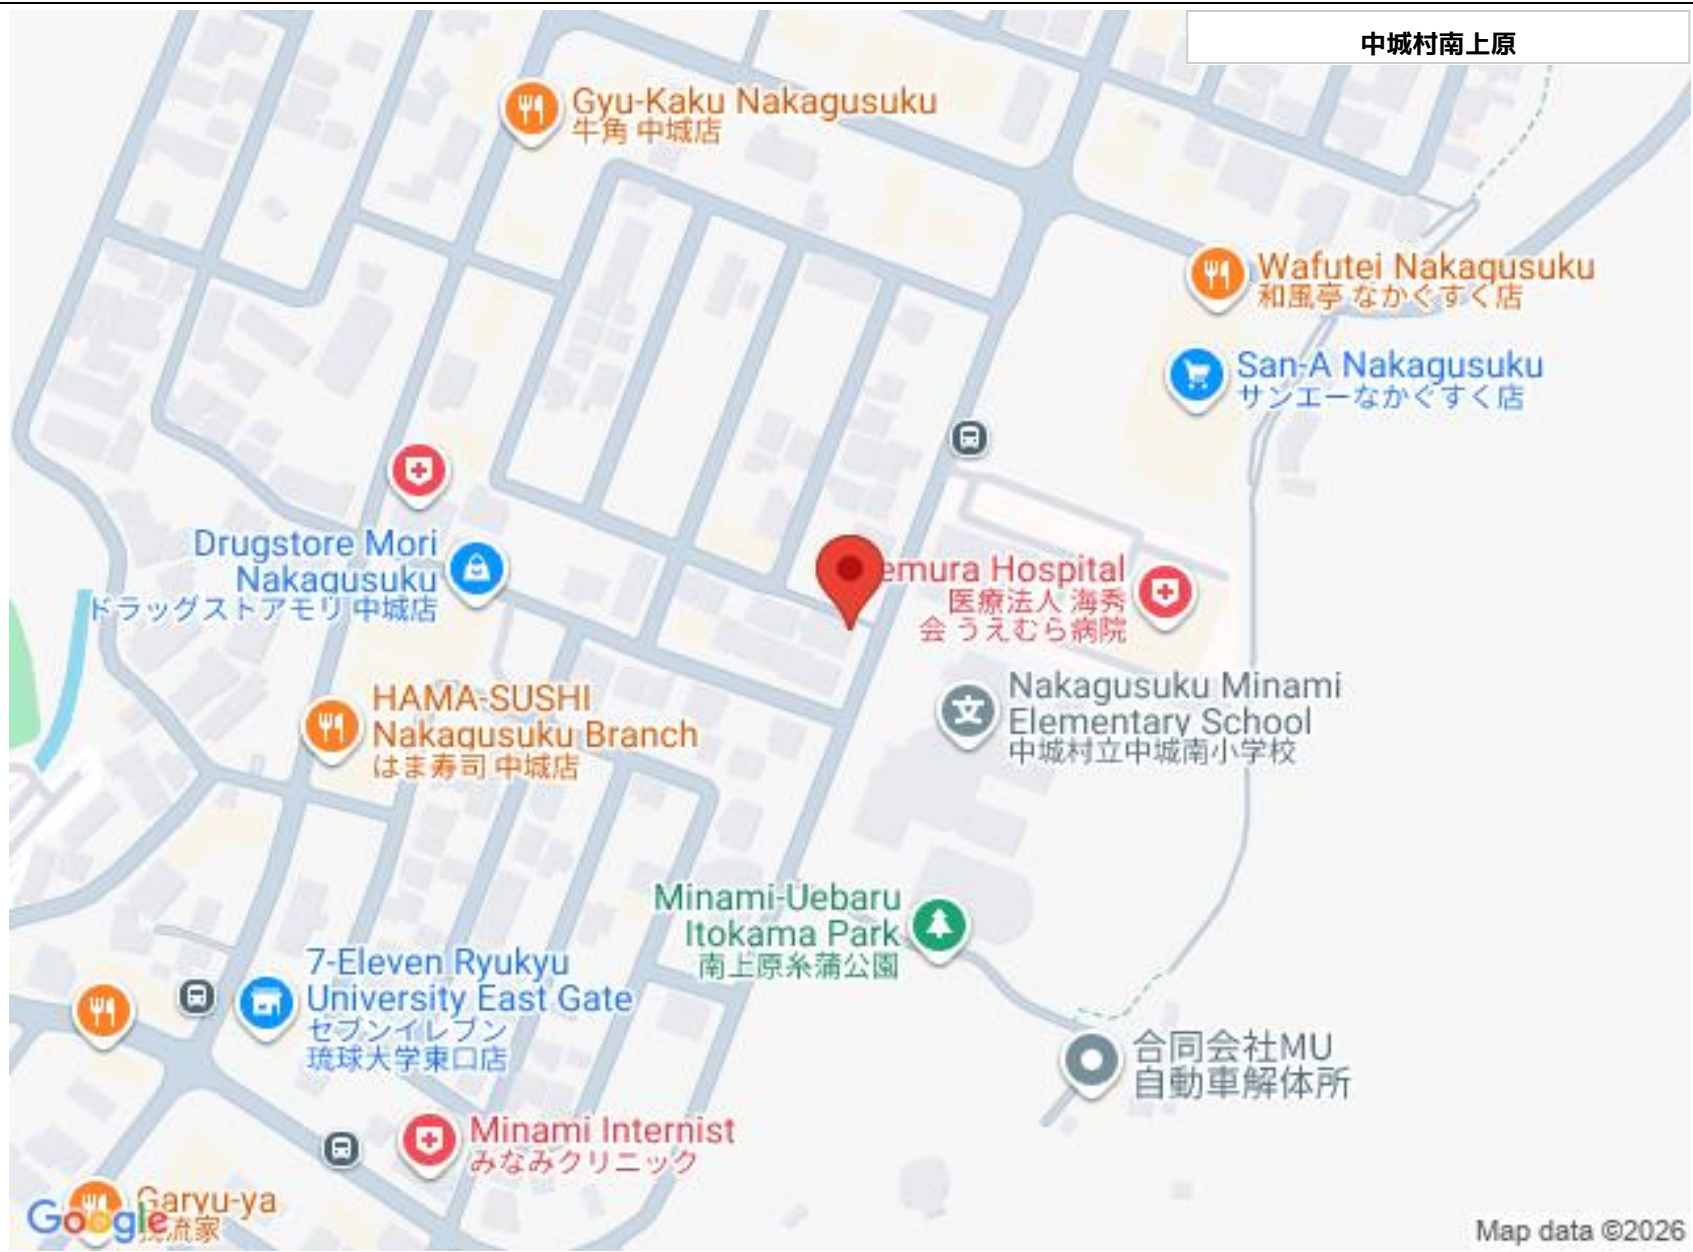 中城村南上原
Gyu-Kaku Nakagusuku
牛角 中城店
Wafutei Nakagusuku
和風亭 なかぐすく店
San-A Nakagusuku
サンエーなかぐすく店
Drugstore Mori
Nakagusuku
ドラッグストアモリ 中城店
emura Hospital
医療法人 海秀
会 うえむら病院
HAMA-SUSHI
Nakagusuku Branch
はま寿司 中城店
Nakagusuku Minami
Elementary School
中城村立中城南小学校
Minami-Uebaru
Itokama Park
南上原糸蒲公園
7-Eleven Ryukyu
University East Gate
セブンイレブン
琉球大学東口店
合同会社MU
自動車解体所
Minami Internist
みなみクリニック
Garyu-ya
流家
Google
Map data ©2026